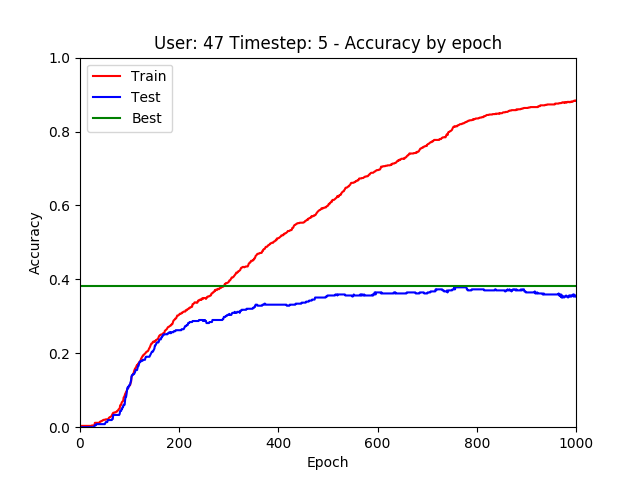 User: 47 Timestep: 5 - Accuracy by epoch
Train
Test
Best
Accuracy
1.0
0.8
0.6
0.4
0.2
0.0
0 200 400 600 800 1000
Epoch